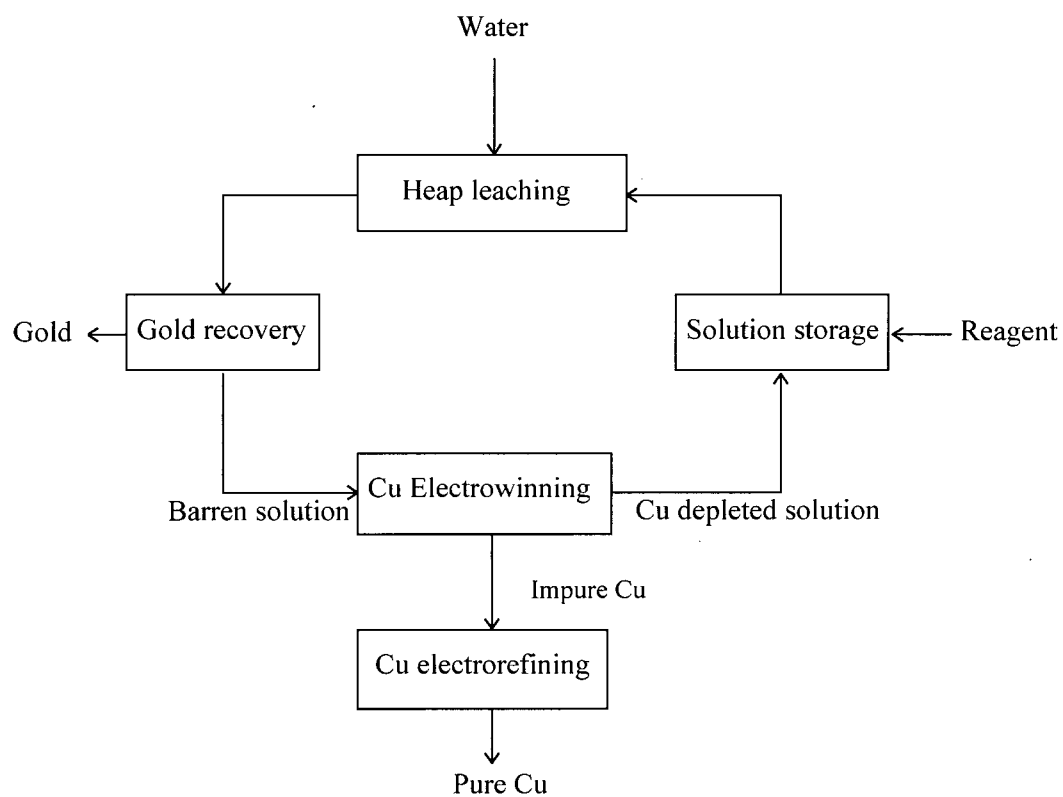 Water
Heap leaching
Gold
Gold recovery
Solution storage
Reagent
Barren solution
Cu Electrowinning
Cu depleted solution
Impure Cu
Cu electrorefining
Pure Cu